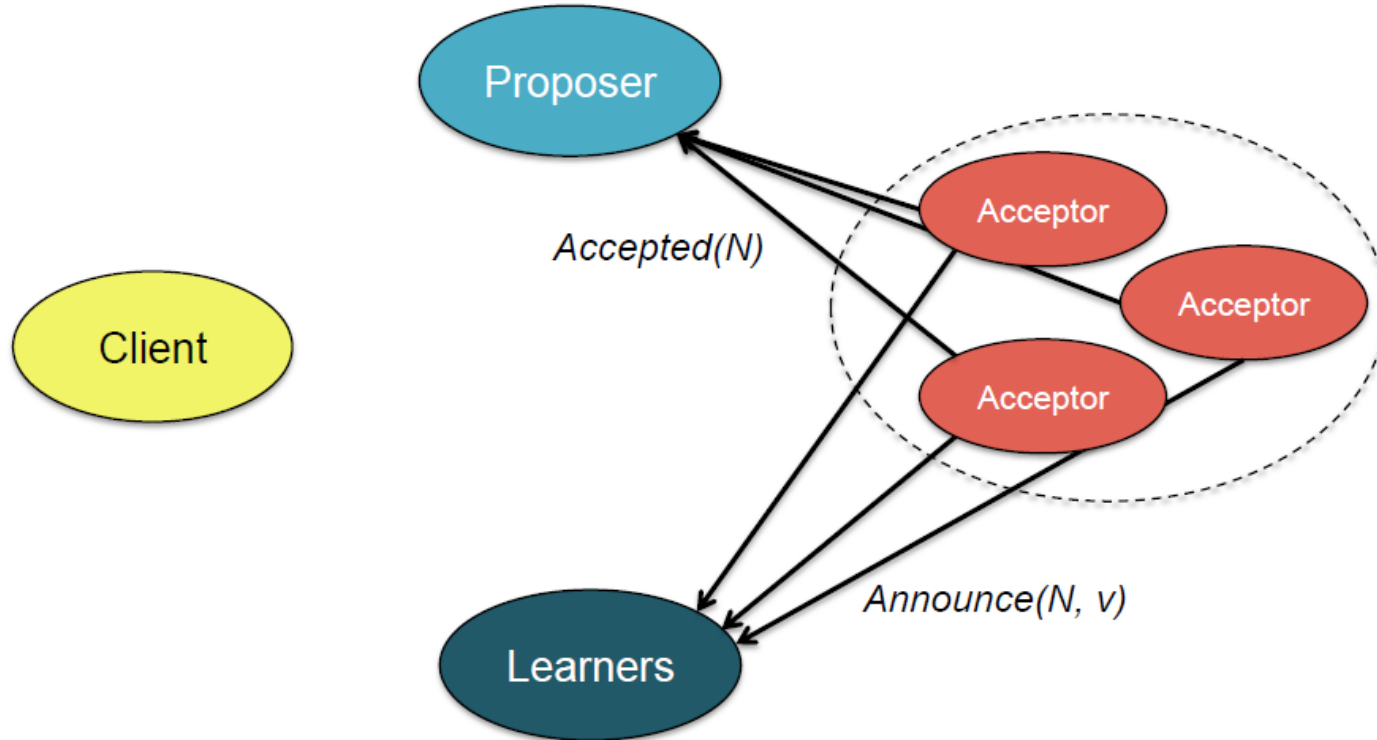 Proposer
Acceptor
Accepted(N)
Acceptor
Client
Acceptor
Announce(N, v)
Learners